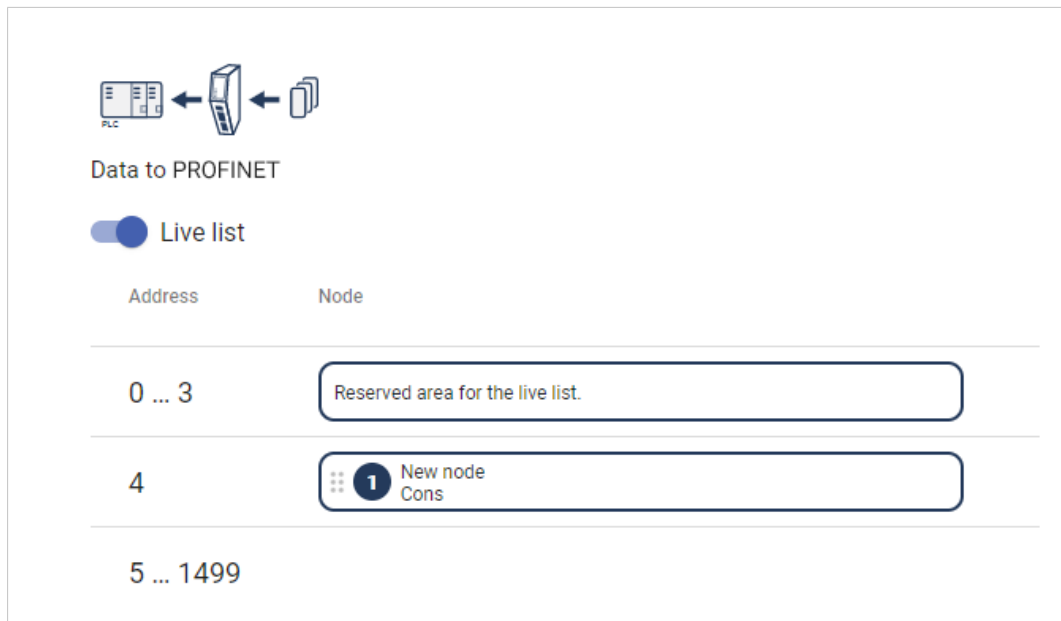 PLC
Data to PROFINET
Live list
Address Node
0 ... 3 Reserved area for the live list.
4 1 New node
Cons
5 ... 1499